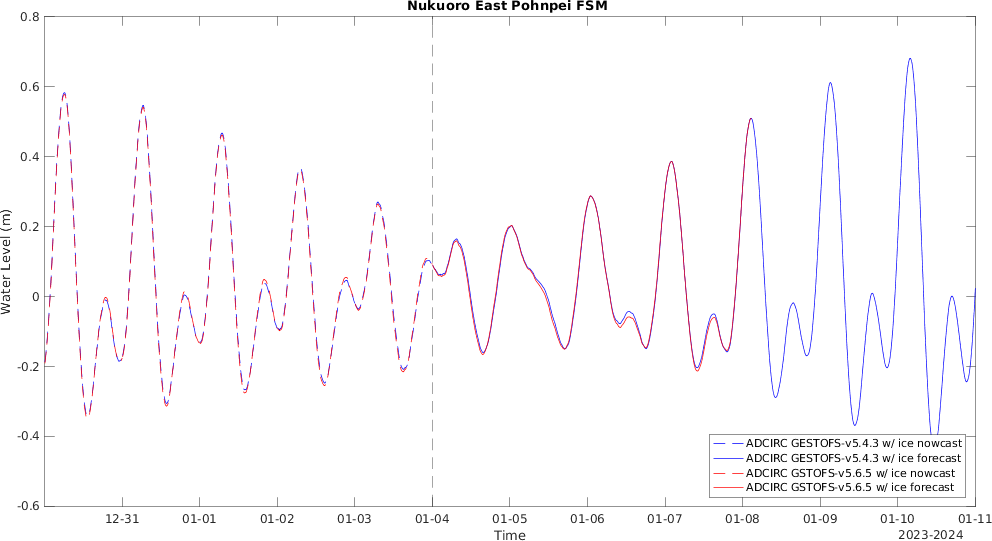 Nukuoro East Pohnpei FSM
0.8
0.6
0.4
0.2
0
-0.2
-0.4
-0.6
Water Level (m)
ADCIRC GESTOFS-v5.4.3 w/ ice nowcast
ADCIRC GESTOFS-v5.4.3 w/ ice forecast
ADCIRC GSTOFS-v5.6.5 w/ ice nowcast
ADCIRC GSTOFS-v5.6.5 w/ ice forecast
12-31 01-01 01-02 01-03 01-04 01-05 01-06 01-07 01-08 01-09 01-10 01-11
Time
2023-2024